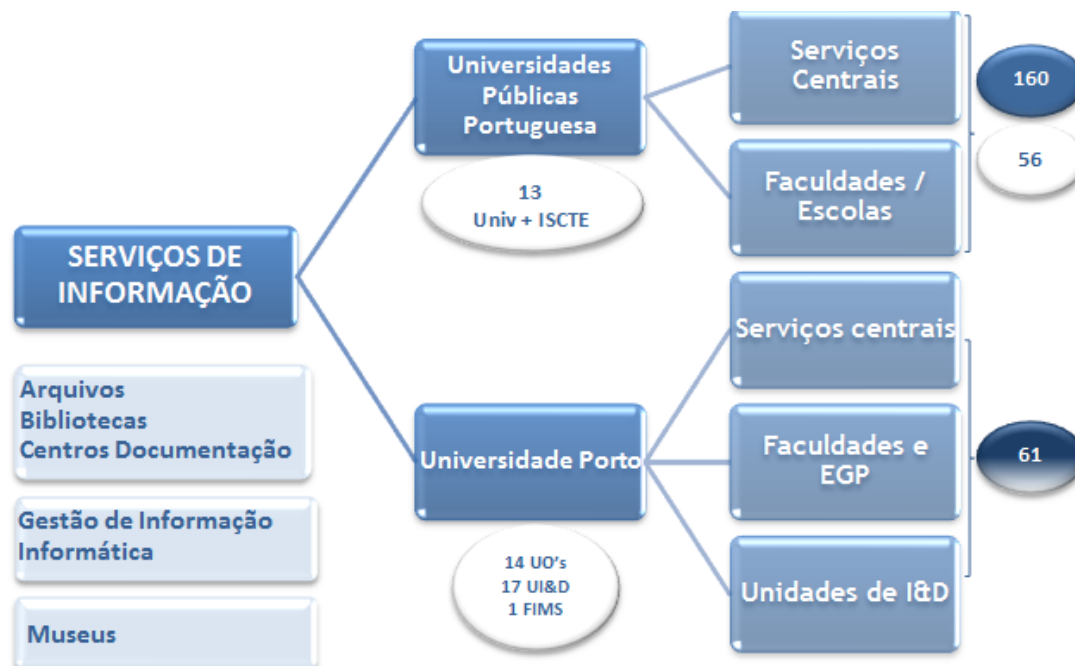 SERVIÇOS DE
INFORMAÇÃO
Arquivos
Bibliotecas
Centros Documentação
Gestão de Informação
Informática
Museus
Universidades
Públicas
Portuguesa
13
Univ + ISCTE
Universidade Porto
14 UO's
17 UI&D
1 FIMS
Serviços
Centrais
Faculdades /
Escolas
160
56
Serviços centrais
Faculdades e
EGP
Unidades de I&D
61